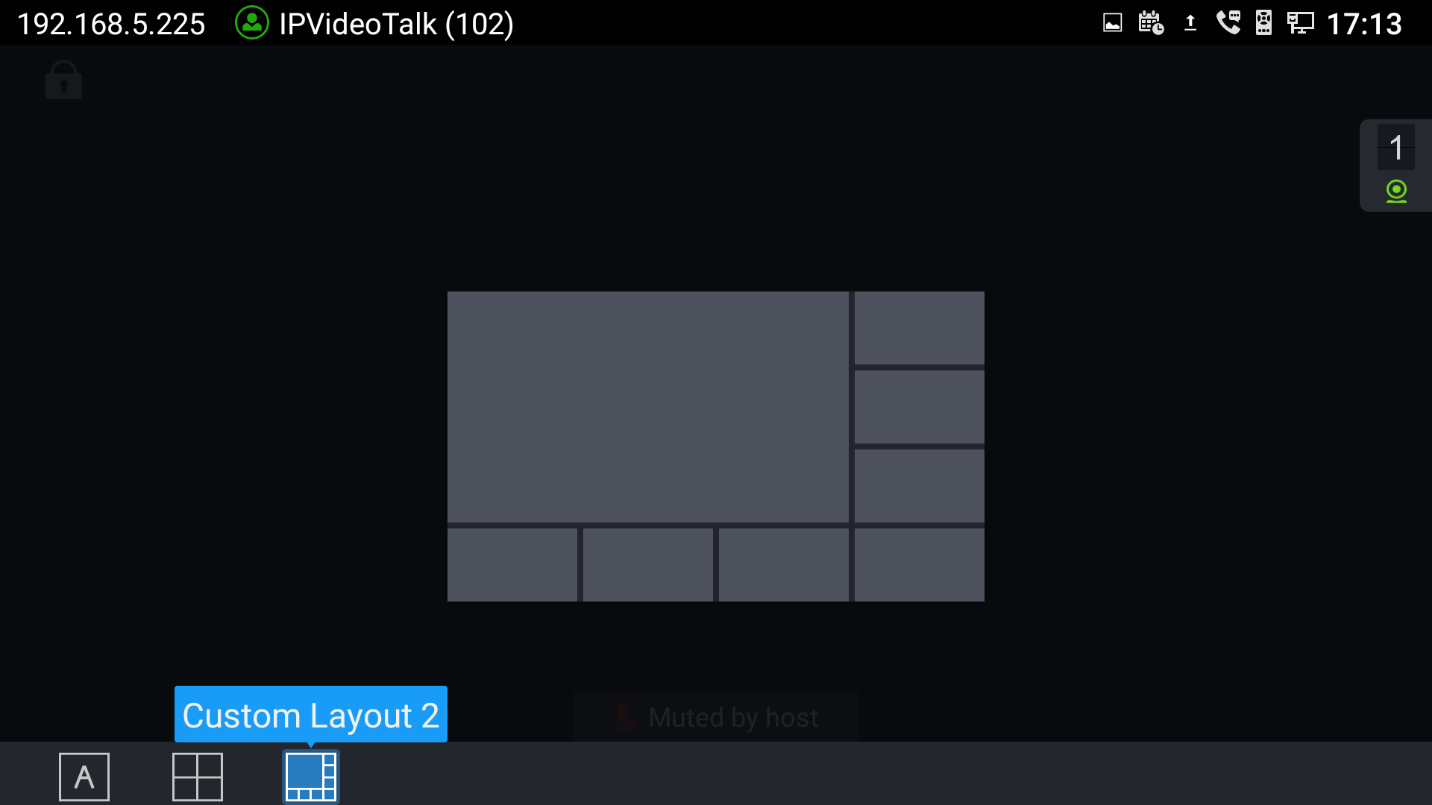 192.168.5.225 IPVideoTalk (102) 17:13
1
Custom Layout 2
Muted by host
A